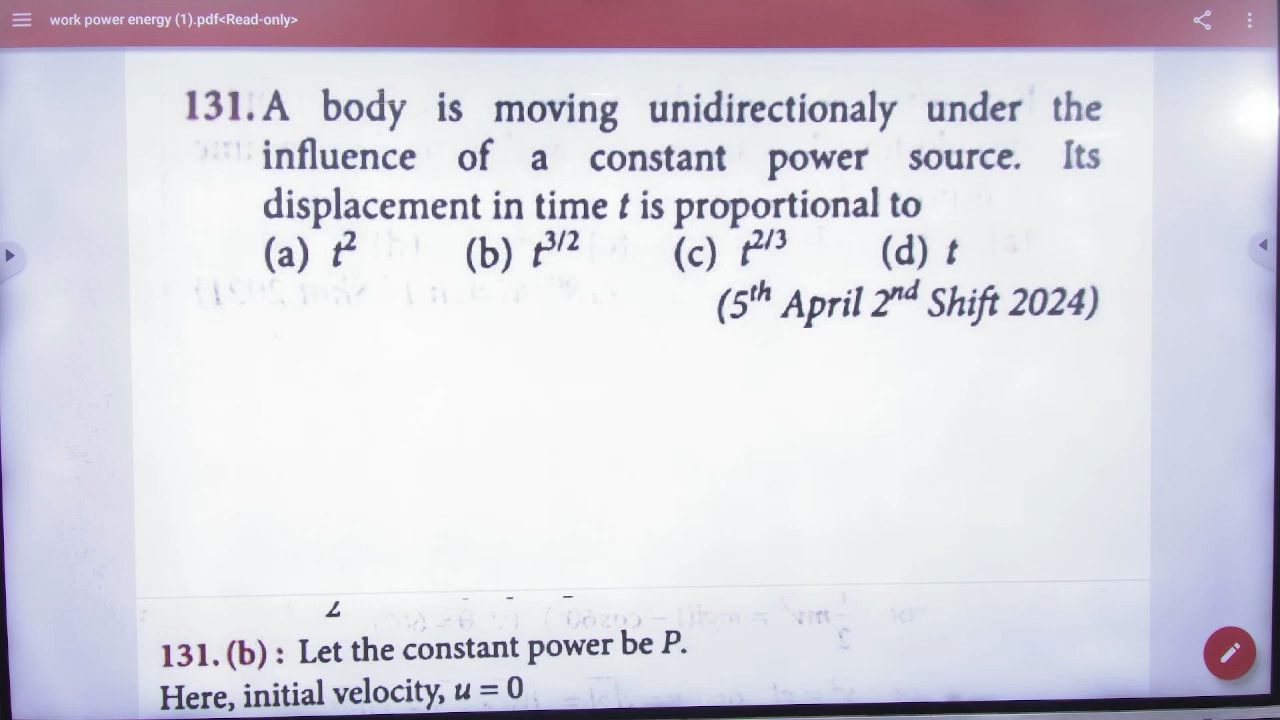 work power energy (1).pdf<Read-only>
131. A body is moving unidirectionaly under the
influence of a constant power source. Its
displacement in time t is proportional to
(a) t² (b) t^3/2 (c) t^2/3 (d) t
(5th April 2nd Shift 2024)
131. (b) : Let the constant power be P.
Here, initial velocity, u = 0